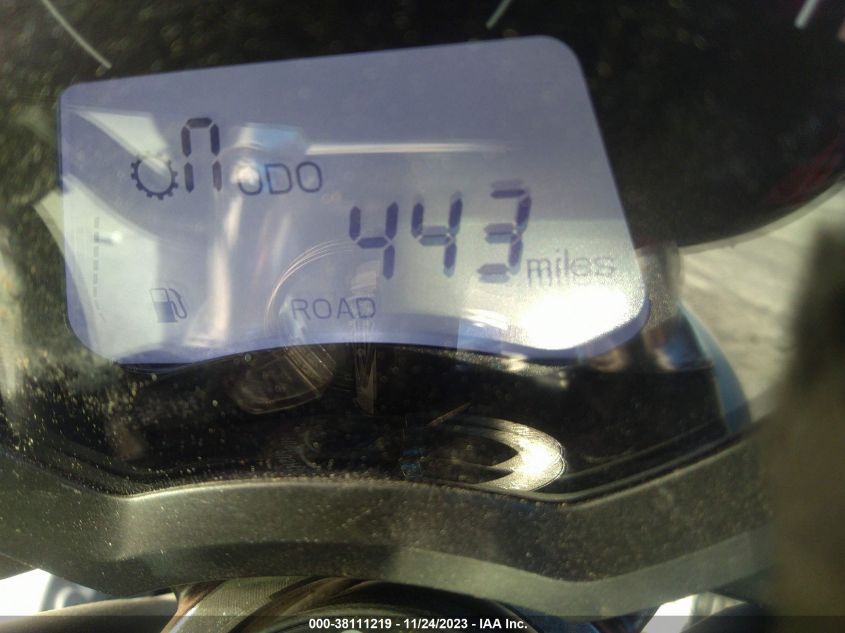 n ODO
443 miles
ROAD
000-38111219 - 11/24/2023 - IAA Inc.